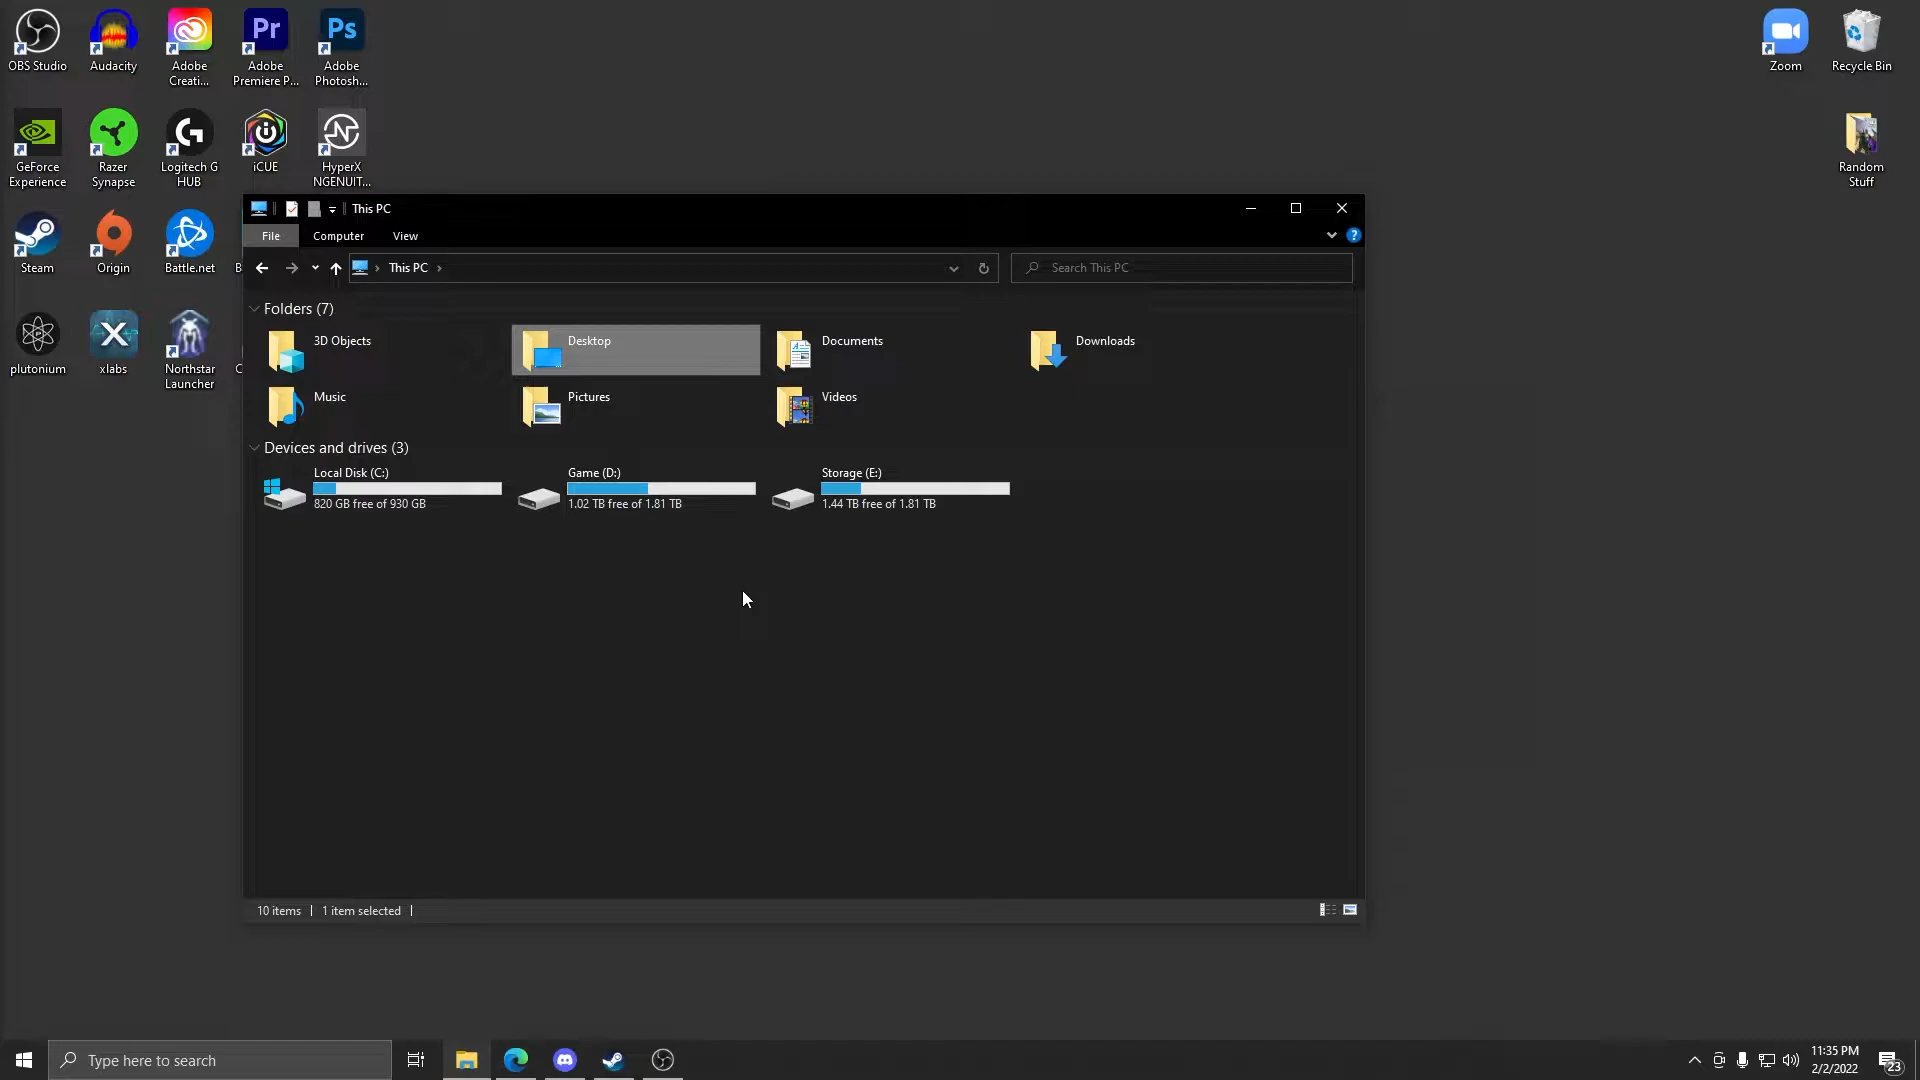 OBS Studio
Audacity
Adobe
Creati...
Adobe
Premiere P...
Adobe
Photosh...
Zoom
Recycle Bin
GeForce
Experience
Razer
Synapse
Logitech G
HUB
iCUE
HyperX
NGENUIT...
Random
Stuff
Steam
Origin
Battle.net
B
plutonium
xlabs
Northstar
Launcher
C
This PC
File
Computer
View
This PC
Search This PC
Folders (7)
3D Objects
Desktop
Documents
Downloads
Music
Pictures
Videos
Devices and drives (3)
Local Disk (C:)
820 GB free of 930 GB
Game (D:)
1.02 TB free of 1.81 TB
Storage (E:)
1.44 TB free of 1.81 TB
10 items
1 item selected
Type here to search
11:35 PM
2/2/2022
23
Pr
Ps